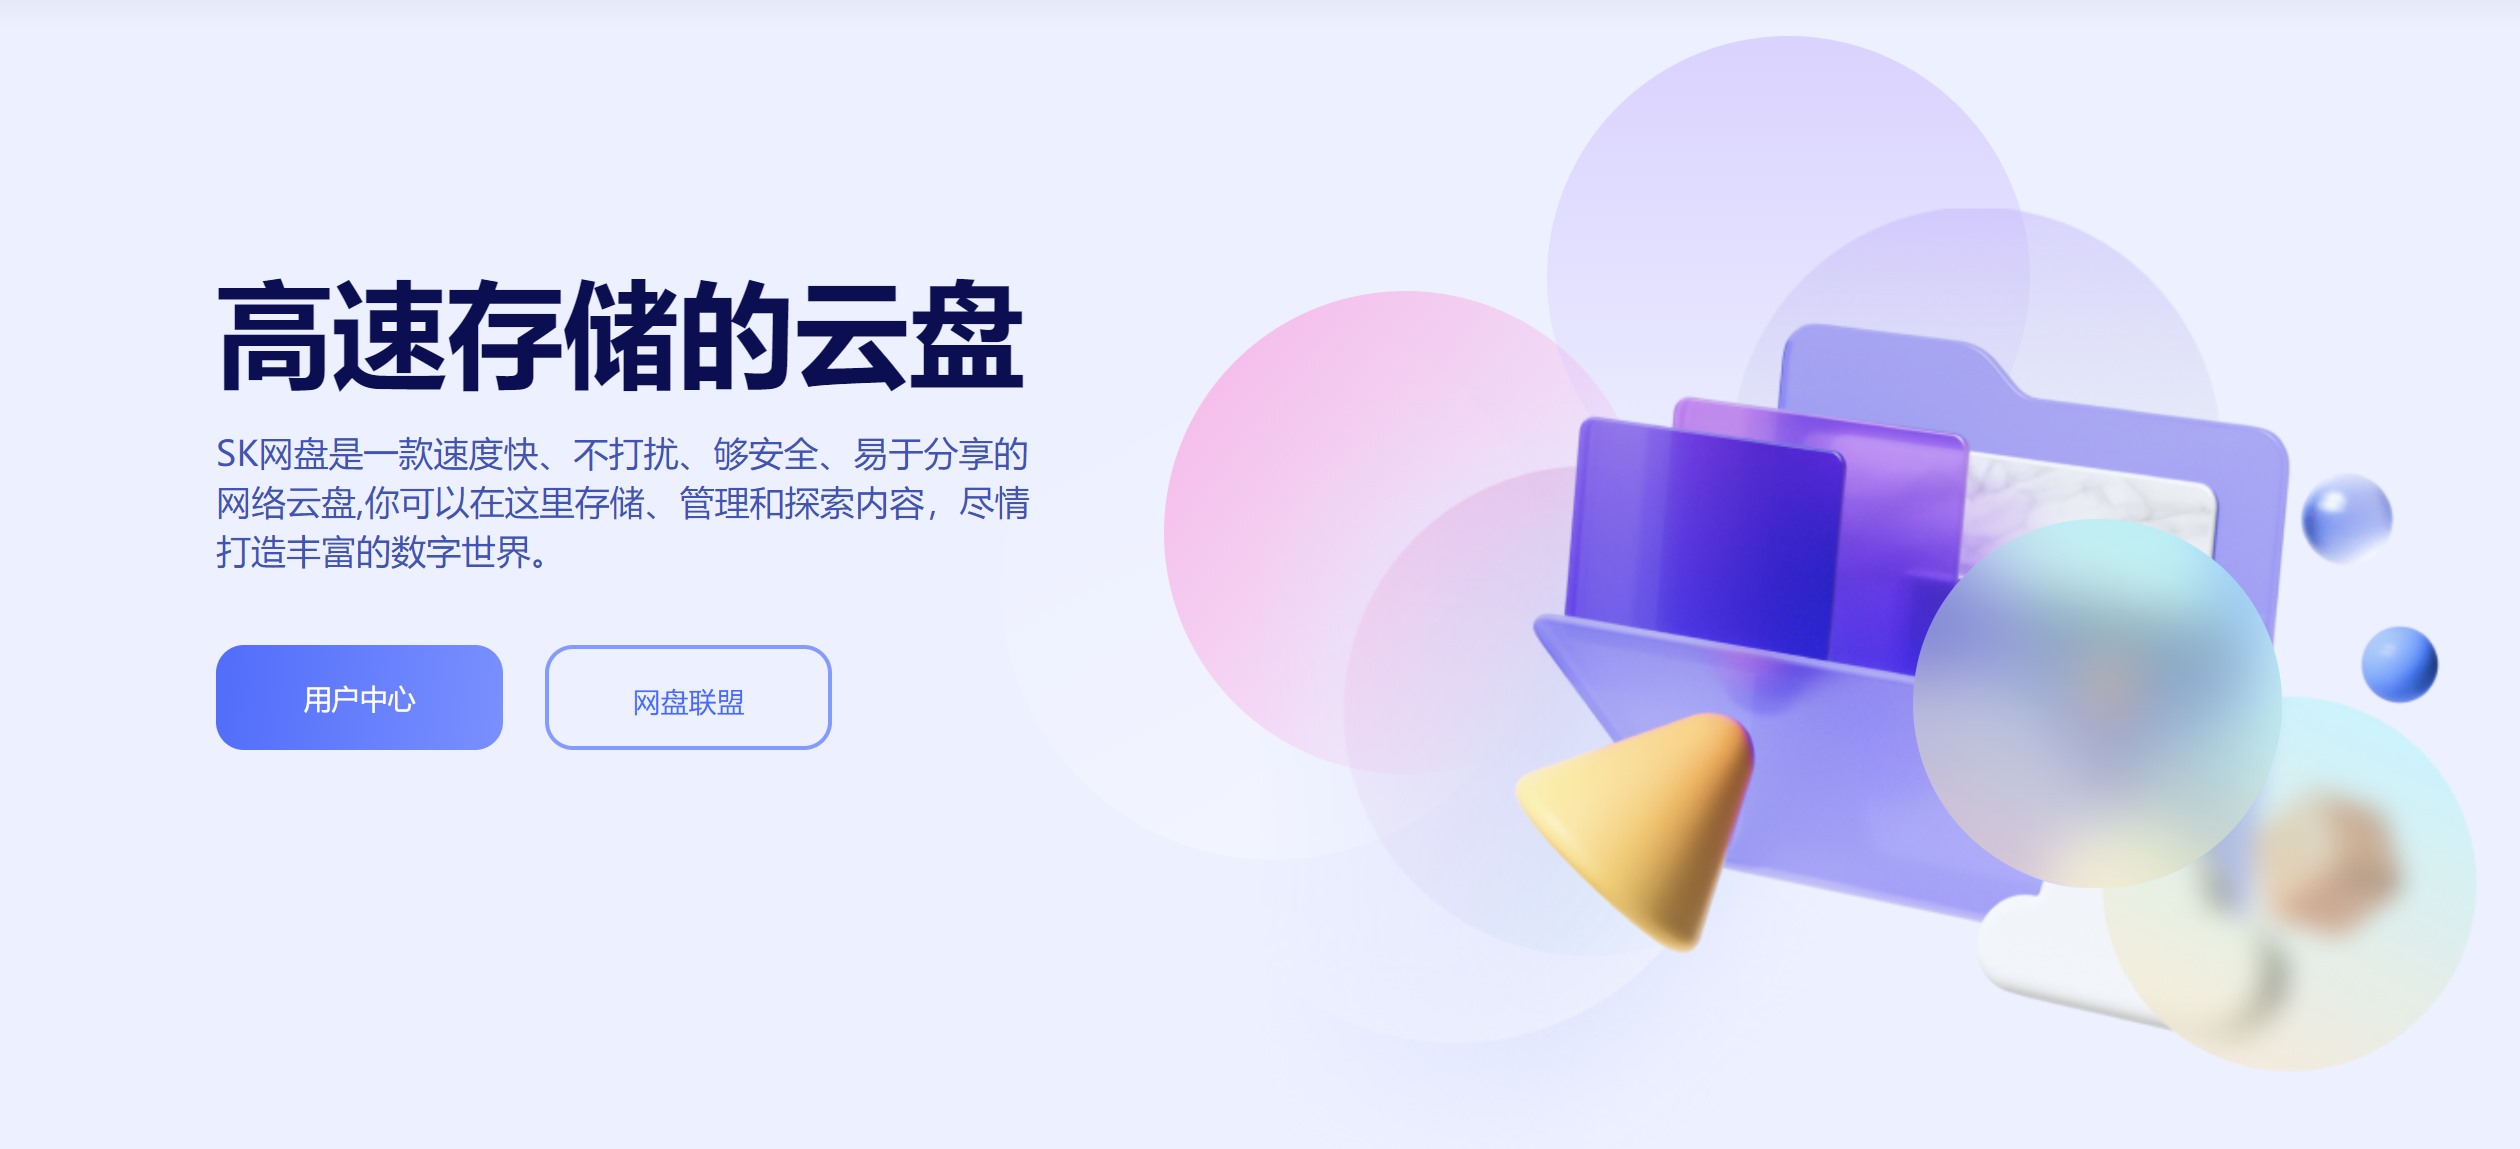 高速存储的云盘
SK网盘是一款速度快、不打扰、够安全、易于分享的
网络云盘,你可以在这里存储、管理和探索内容，尽情
打造丰富的数字世界。
用户中心
网盘联盟